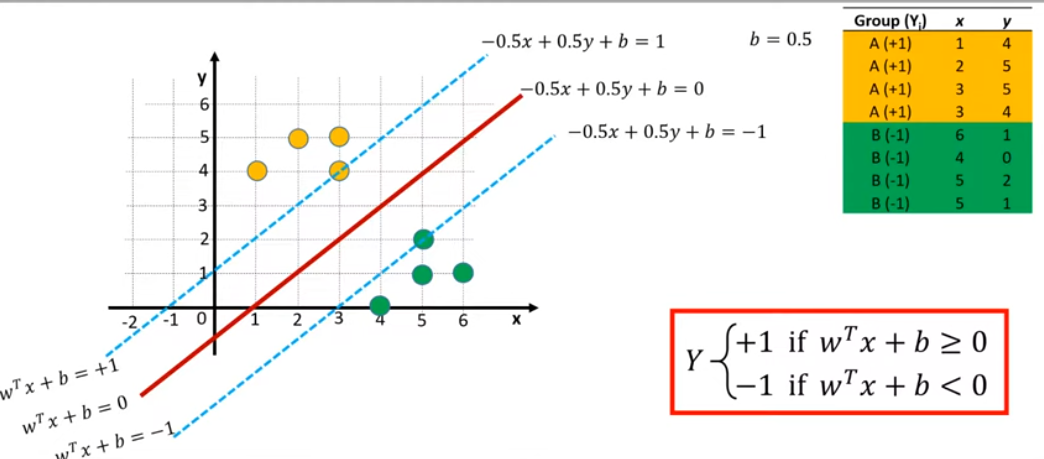 −0.5x + 0.5y + b = 1
b = 0.5
−0.5x + 0.5y + b = 0
−0.5x + 0.5y + b = −1
Group (Yᵢ) x y
A (+1) 1 4
A (+1) 2 5
A (+1) 3 5
A (+1) 3 4
B (-1) 6 1
B (-1) 4 0
B (-1) 5 2
B (-1) 5 1
y
6
5
4
3
2
1
-2 -1 0 1 2 3 4 5 6 x
wᵀx + b = +1
wᵀx + b = 0
wᵀx + b = −1
Y {+1 if wᵀx + b ≥ 0
−1 if wᵀx + b < 0